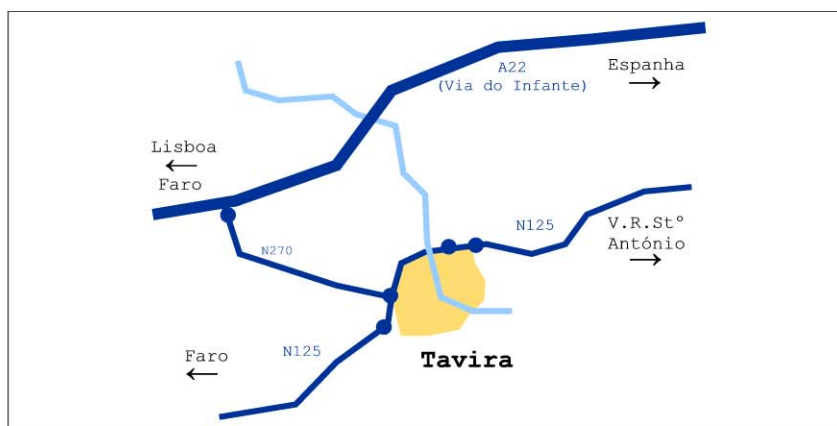 A22
(Via do Infante)
Espanha
→
Lisboa
←
Faro
N125
V.R.Stº
António
→
N270
Faro
←
N125
Tavira